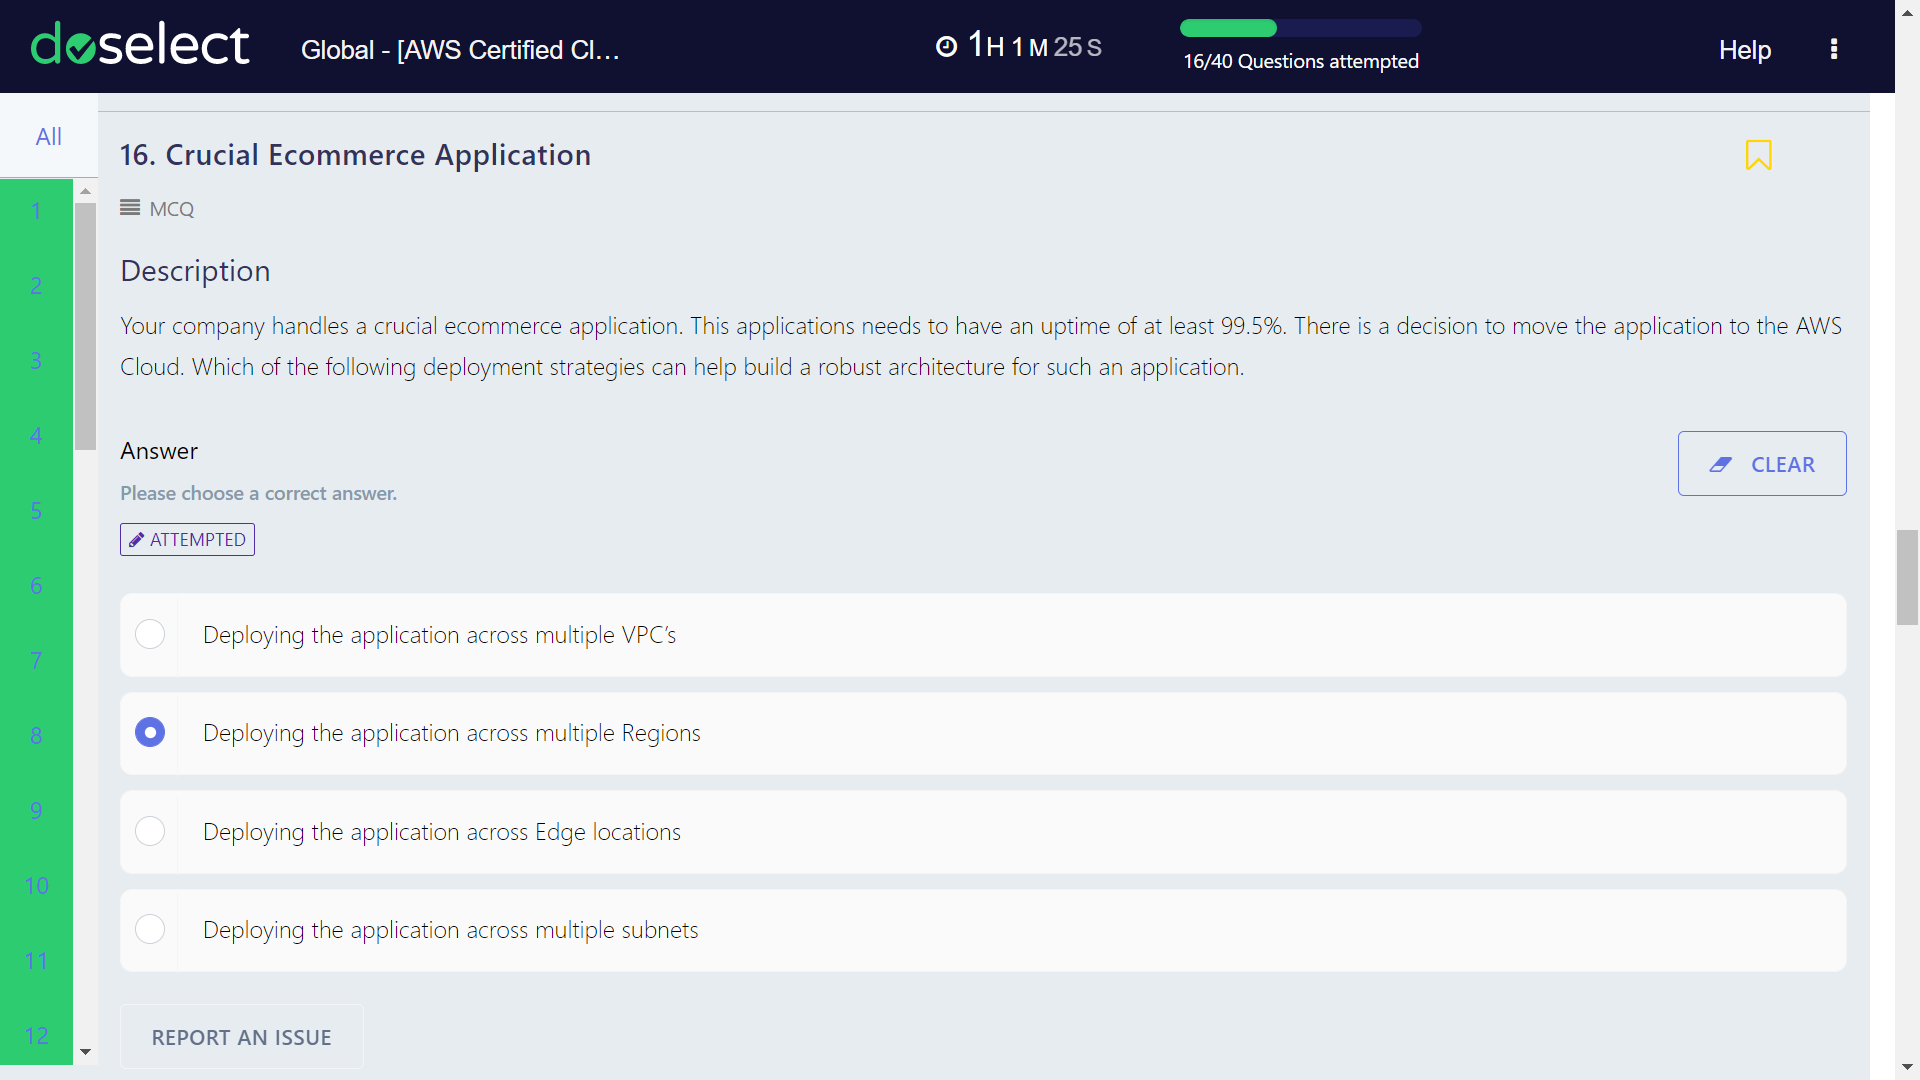 doselect
Global - [AWS Certified Cl...
1H 1M 25S
16/40 Questions attempted
Help
All
1
2
3
4
5
6
7
8
9
10
11
12
16. Crucial Ecommerce Application
MCQ
Description
Your company handles a crucial ecommerce application. This applications needs to have an uptime of at least 99.5%. There is a decision to move the application to the AWS
Cloud. Which of the following deployment strategies can help build a robust architecture for such an application.
Answer
CLEAR
Please choose a correct answer.
ATTEMPTED
Deploying the application across multiple VPC’s
Deploying the application across multiple Regions
Deploying the application across Edge locations
Deploying the application across multiple subnets
REPORT AN ISSUE